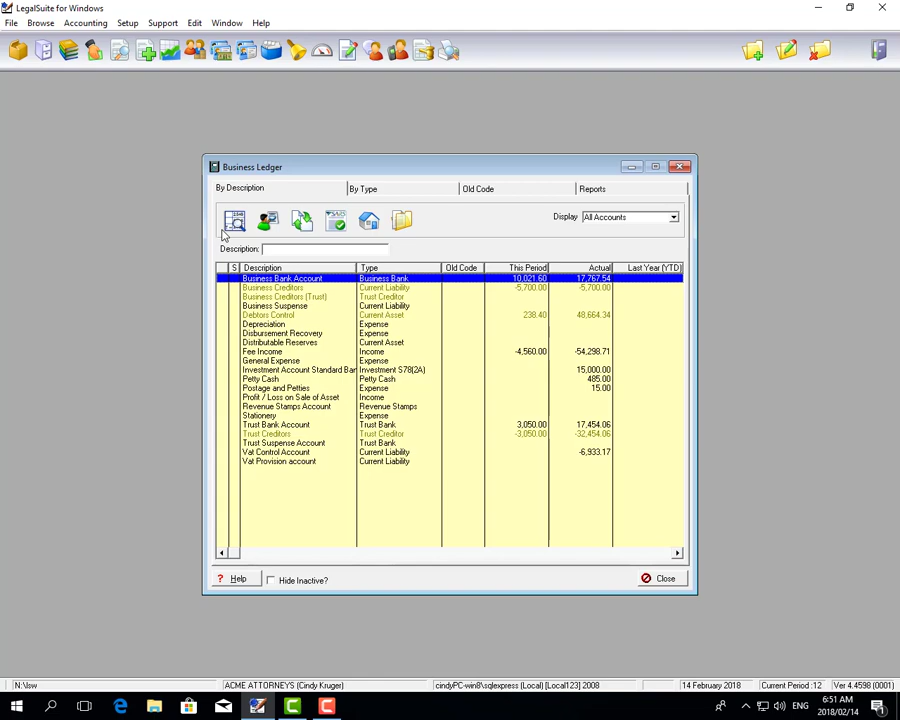 LegalSuite for Windows
File Browse Accounting Setup Support Edit Window Help
Business Ledger
By Description By Type Old Code Reports
Display All Accounts
Description:
S Description Type Old Code This Period Actual Last Year (YTD)
Business Bank Account Business Bank 10,021.60 17,767.54
Business Creditors Current Liability -5,700.00 -5,700.00
Business Creditors (Trust) Trust Creditor
Business Suspense Current Liability
Debtors Control Current Asset 238.40 48,664.34
Depreciation Expense
Disbursement Recovery Expense
Distributable Reserves Current Asset
Fee Income Income -4,560.00 -54,298.71
General Expense Expense
Investment Account Standard Ban Investment S78(2A) 15,000.00
Petty Cash Petty Cash 485.00
Postage and Petties Expense 15.00
Profit / Loss on Sale of Asset Income
Revenue Stamps Account Revenue Stamps
Stationery Expense
Trust Bank Account Trust Bank 3,050.00 17,454.06
Trust Creditors Trust Creditor -3,050.00 -32,454.06
Trust Suspense Account Trust Bank
Vat Control Account Current Liability -6,933.17
Vat Provision account Current Liability
? Help Hide Inactive? Close
N:\lsw ACME ATTORNEYS (Cindy Kruger) cindyPC-win8\sqlexpress (Local) [Local123] 2008 14 February 2018 Current Period :12 Ver 4.4598 (0001)
ENG 6:51 AM
2018/02/14